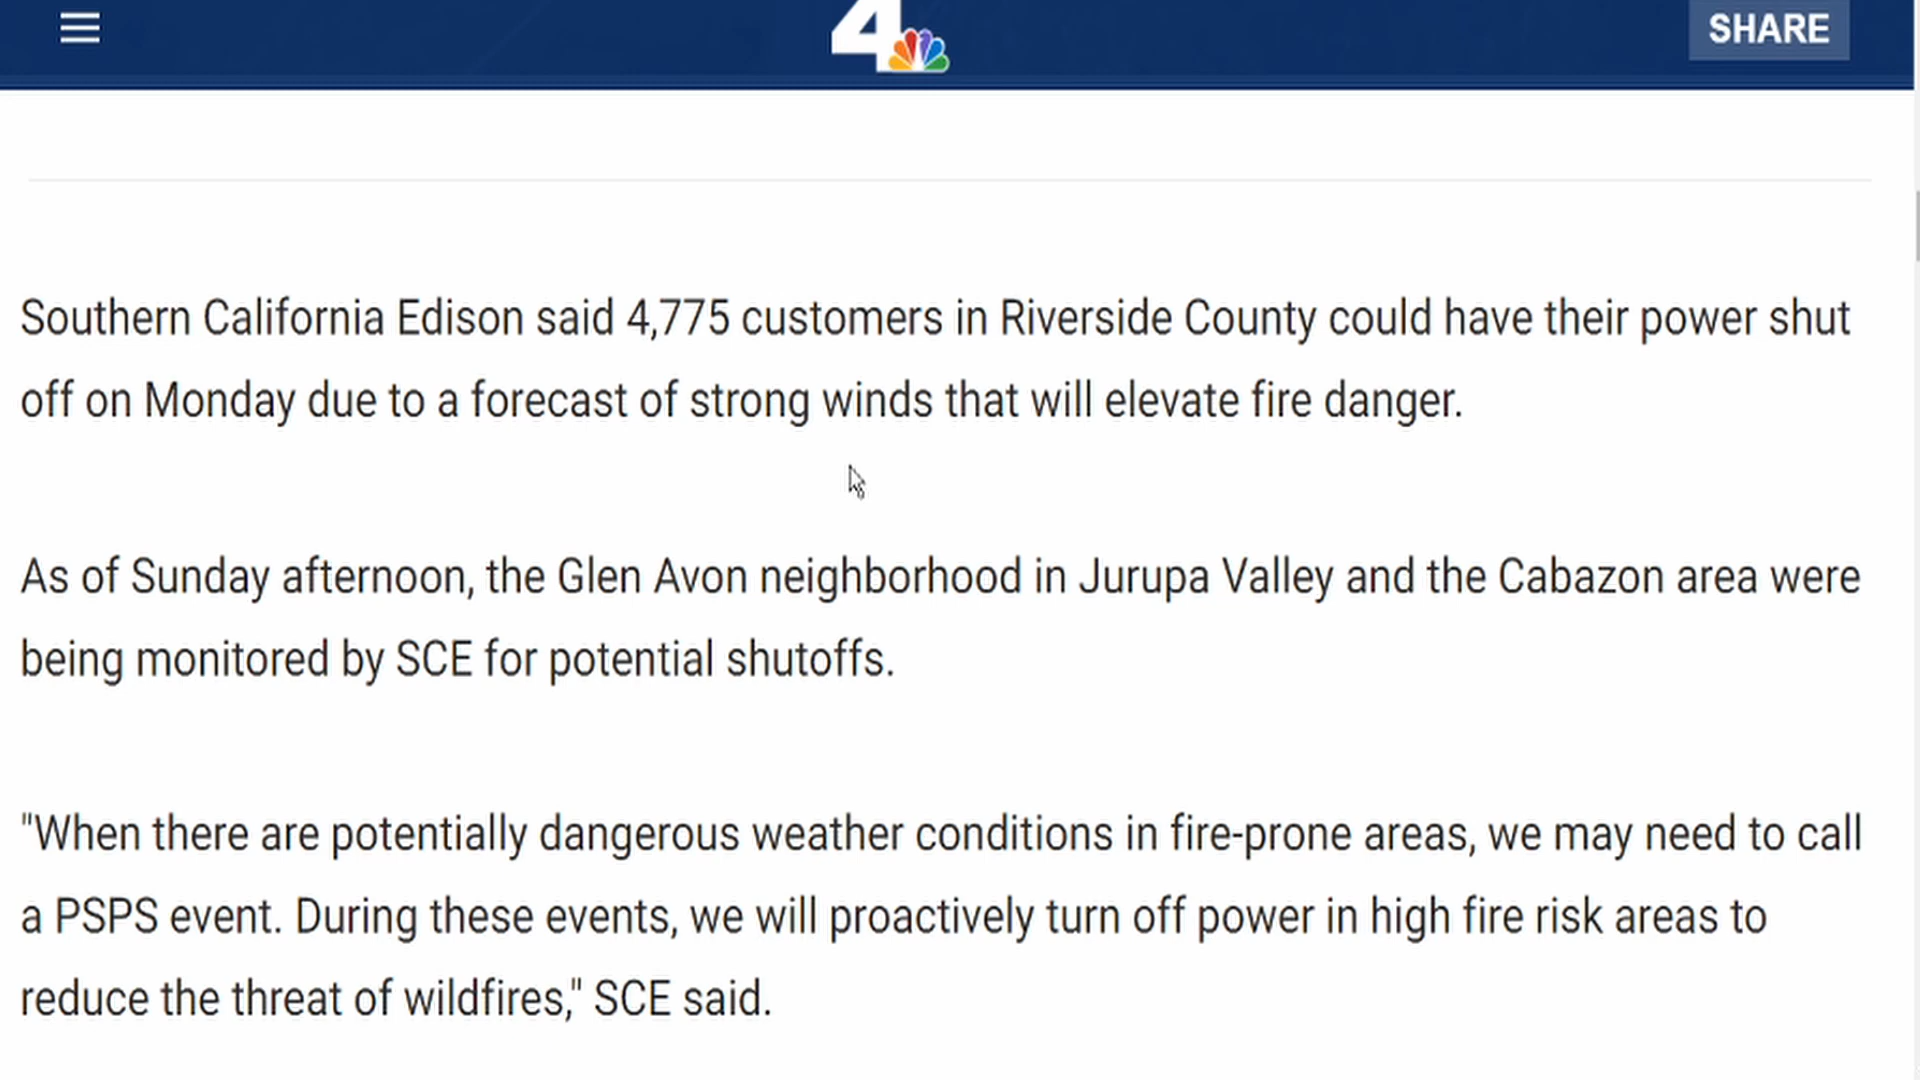 4
SHARE
Southern California Edison said 4,775 customers in Riverside County could have their power shut
off on Monday due to a forecast of strong winds that will elevate fire danger.
As of Sunday afternoon, the Glen Avon neighborhood in Jurupa Valley and the Cabazon area were
being monitored by SCE for potential shutoffs.
"When there are potentially dangerous weather conditions in fire-prone areas, we may need to call
a PSPS event. During these events, we will proactively turn off power in high fire risk areas to
reduce the threat of wildfires," SCE said.